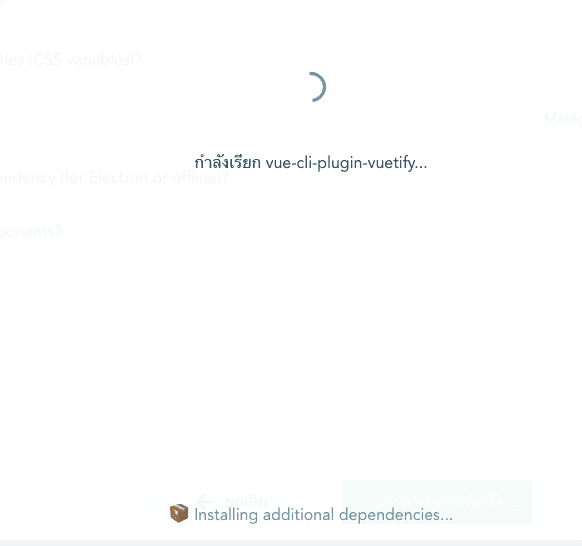 ties (CSS variables)?
Mater
กำลังเรียก vue-cli-plugin-vuetify...
endency (for Electron or offline)?
ponents?
ยกเลิก
Installing additional dependencies...